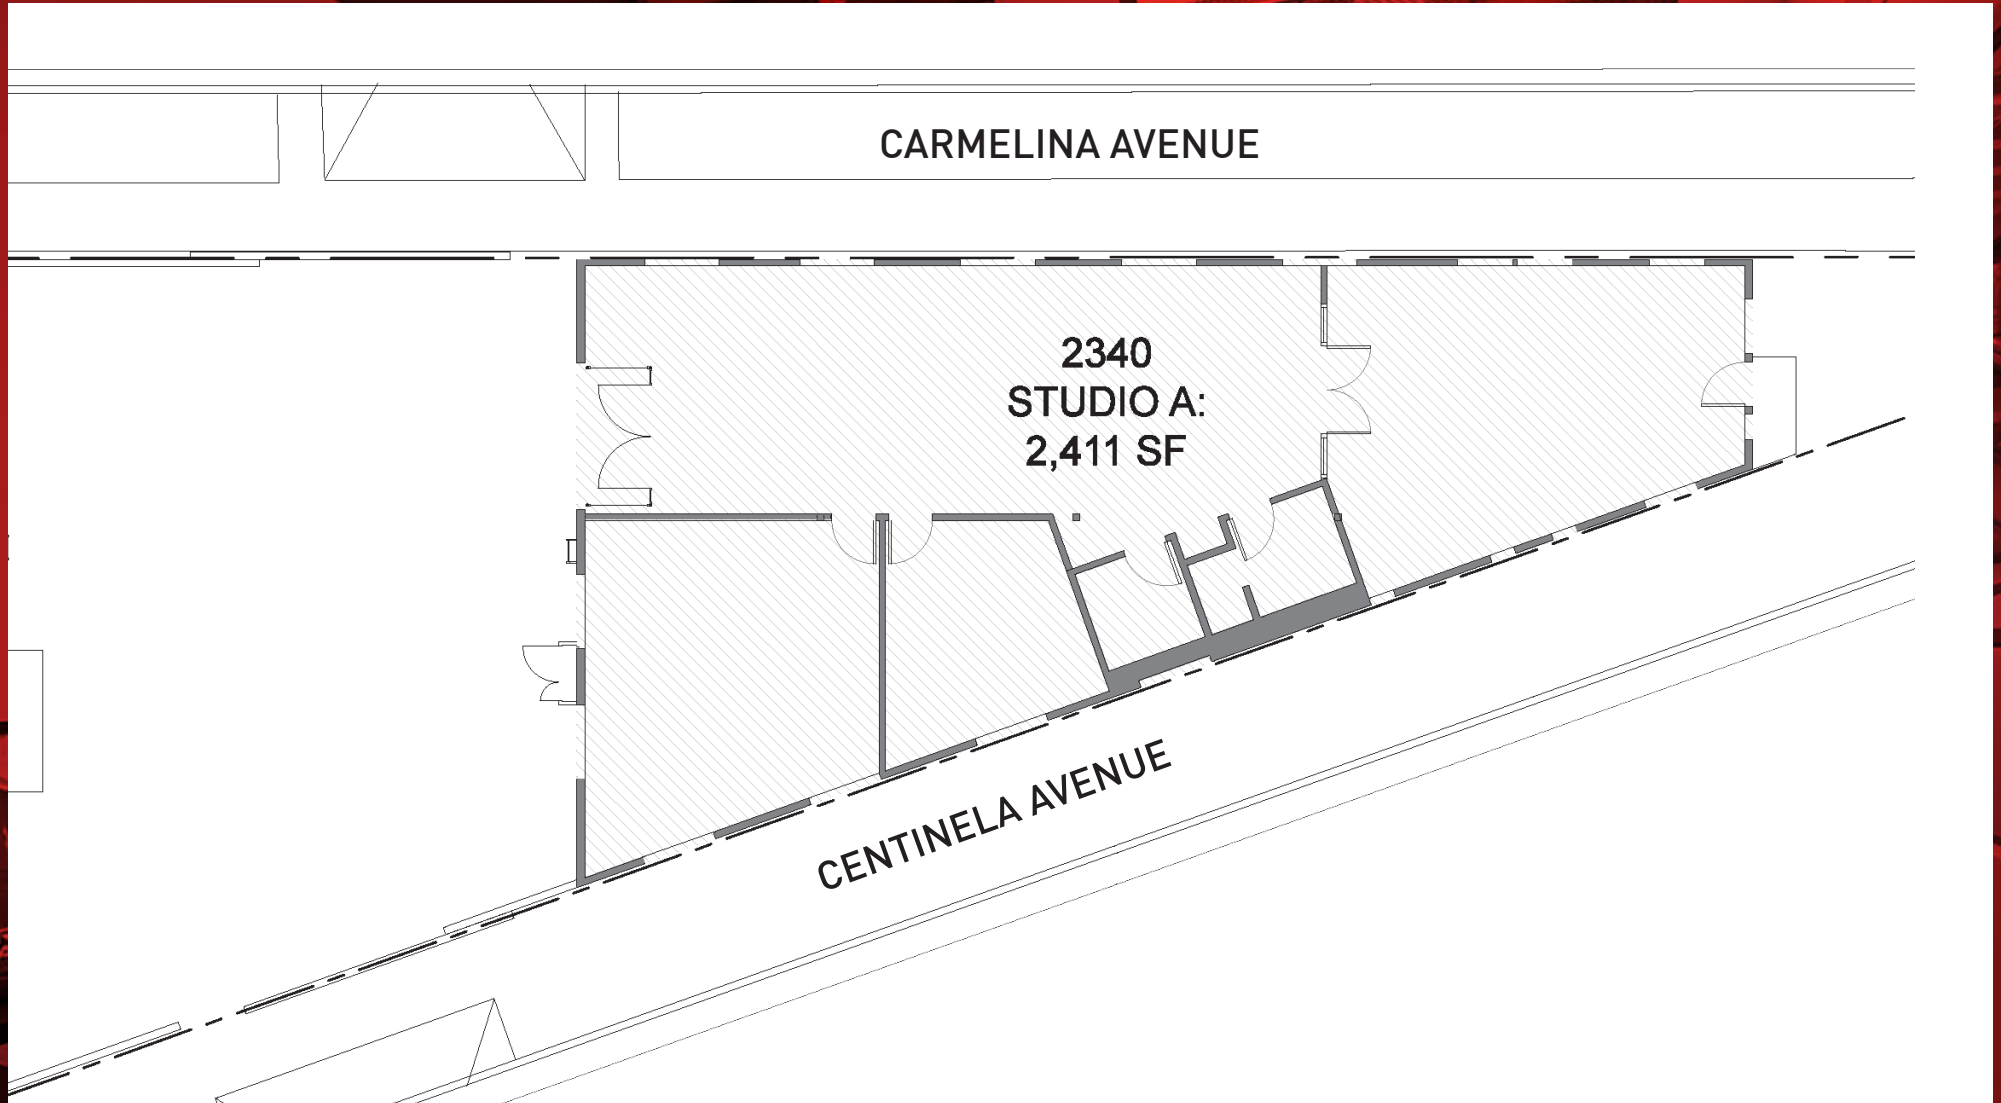 CARMELINA AVENUE
2340
STUDIO A:
2,411 SF
CENTINELA AVENUE